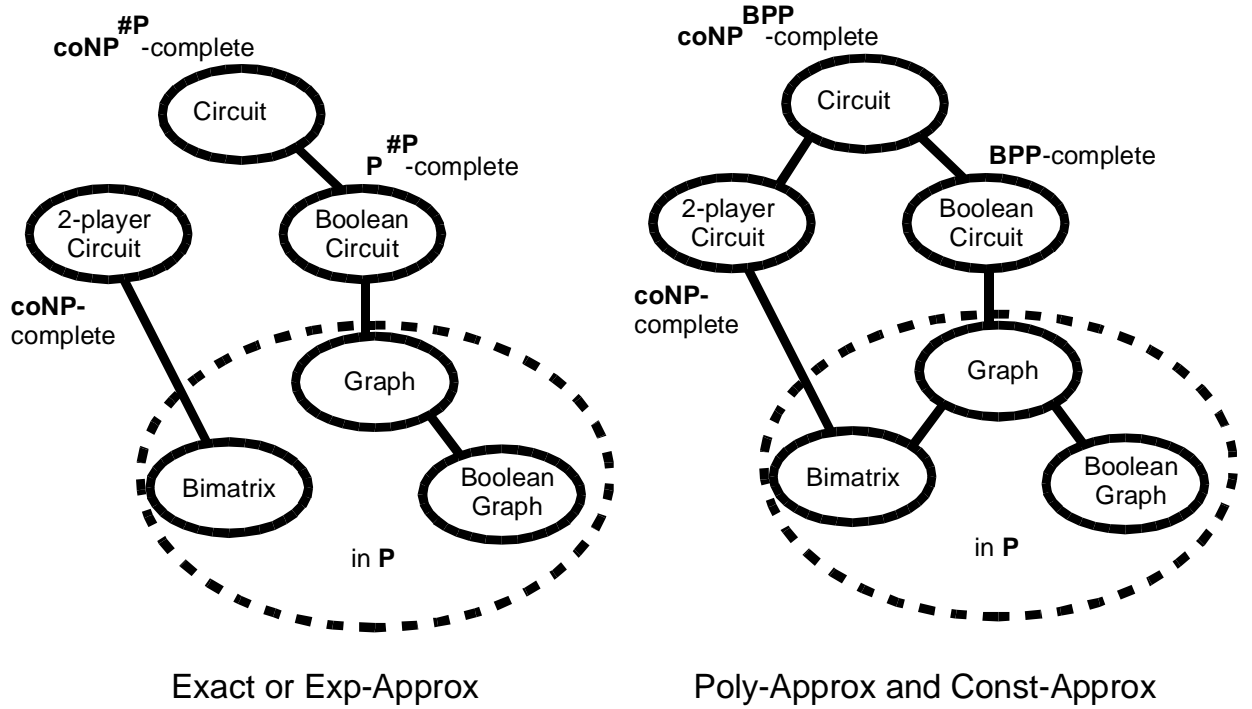 #P
coNP -complete
Circuit
#P
P -complete
2-player
Circuit
Boolean
Circuit
coNP-
complete
Graph
Bimatrix
Boolean
Graph
in P
Exact or Exp-Approx
BPP
coNP -complete
Circuit
BPP-complete
2-player
Circuit
Boolean
Circuit
coNP-
complete
Graph
Bimatrix
Boolean
Graph
in P
Poly-Approx and Const-Approx